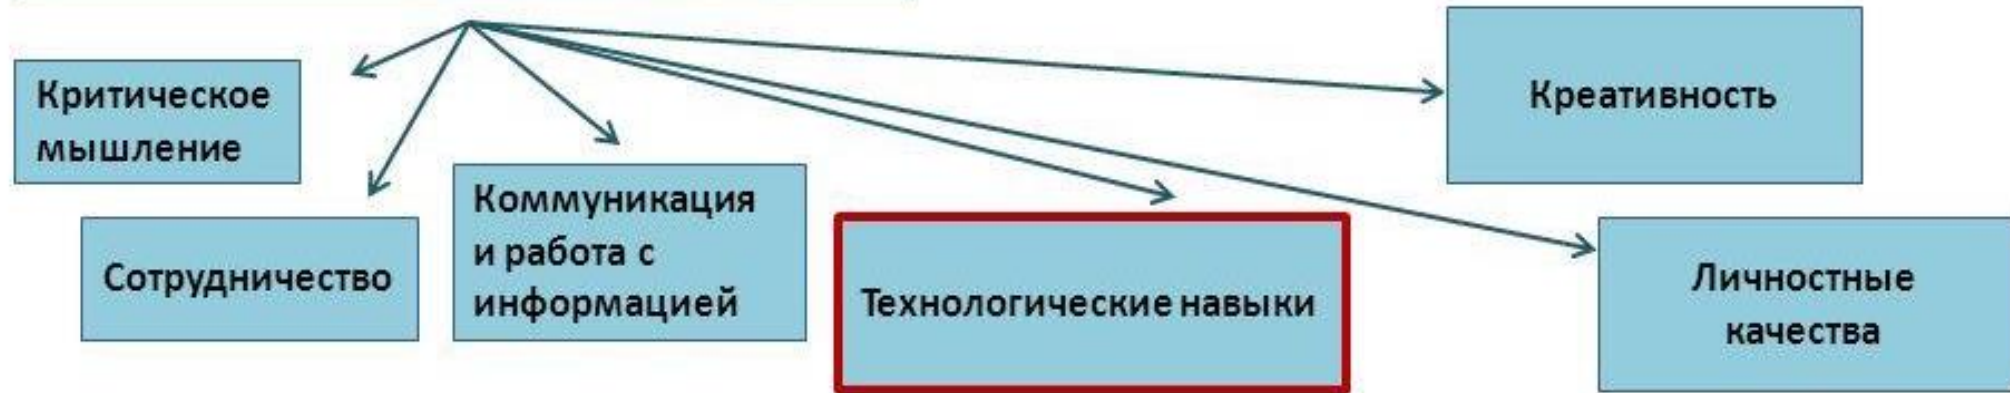 Критическое
мышление
Сотрудничество
Коммуникация
и работа с
информацией
Технологические навыки
Креативность
Личностные
качества